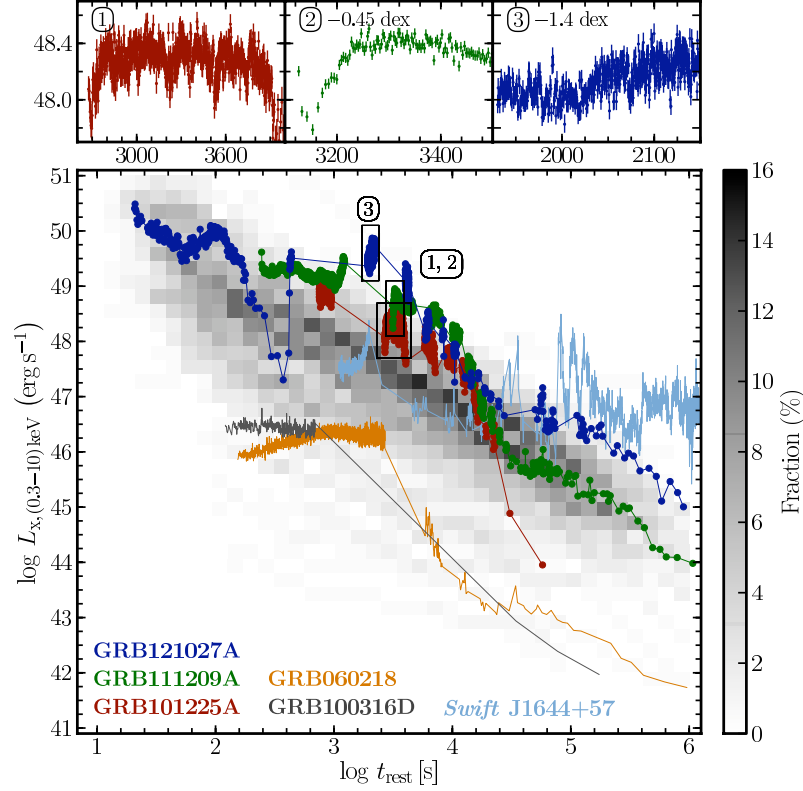 1
2 −0.45 dex
3 −1.4 dex
48.4
48.0
3000 3600 3200 3400 2000 2100
51
50
49
48
47
46
45
44
43
42
41
log L_x,(0.3−10) keV (erg s⁻¹)
3
1, 2
GRB121027A
GRB111209A GRB060218
GRB101225A GRB100316D Swift J1644+57
1 2 3 4 5 6
log t_rest [s]
16
14
12
10
8
6
4
2
0
Fraction (%)